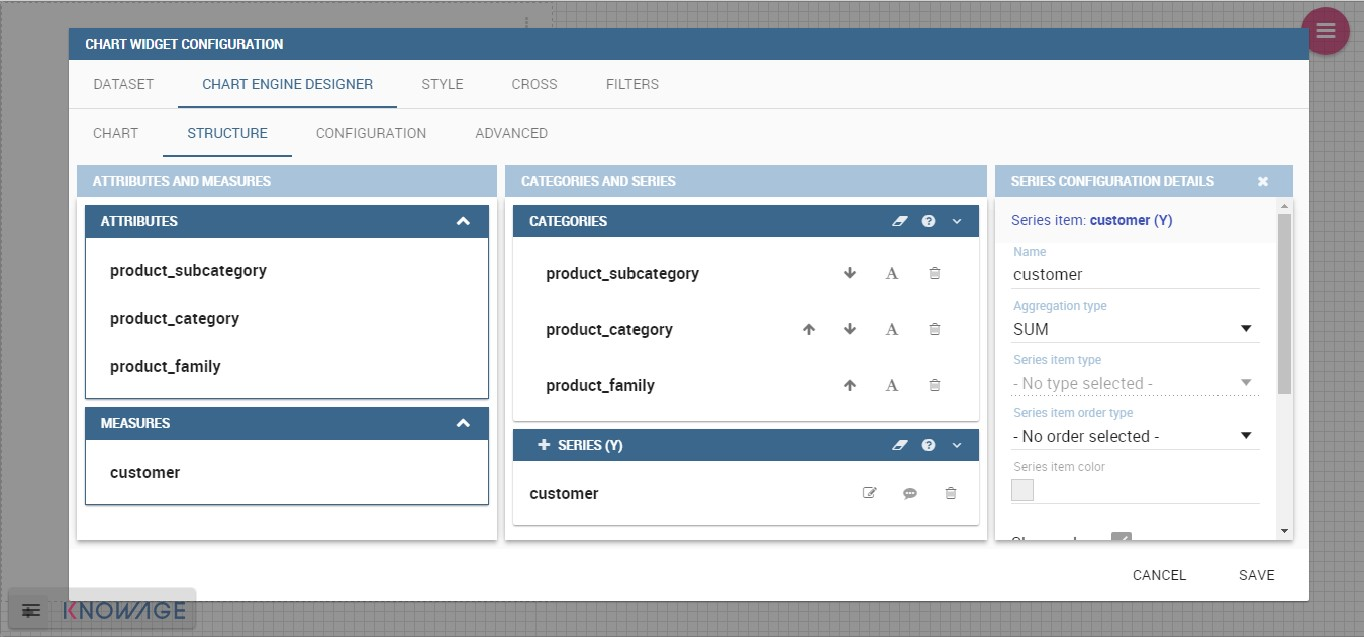 CHART WIDGET CONFIGURATION
DATASET CHART ENGINE DESIGNER STYLE CROSS FILTERS
CHART STRUCTURE CONFIGURATION ADVANCED
ATTRIBUTES AND MEASURES
ATTRIBUTES
product_subcategory
product_category
product_family
MEASURES
customer
CATEGORIES AND SERIES
CATEGORIES
product_subcategory A
product_category A
product_family A
SERIES (Y)
customer
SERIES CONFIGURATION DETAILS
Series item: customer (Y)
Name
customer
Aggregation type
SUM
Series item type
- No type selected -
Series item order type
- No order selected -
Series item color
CANCEL SAVE
KNOWAGE